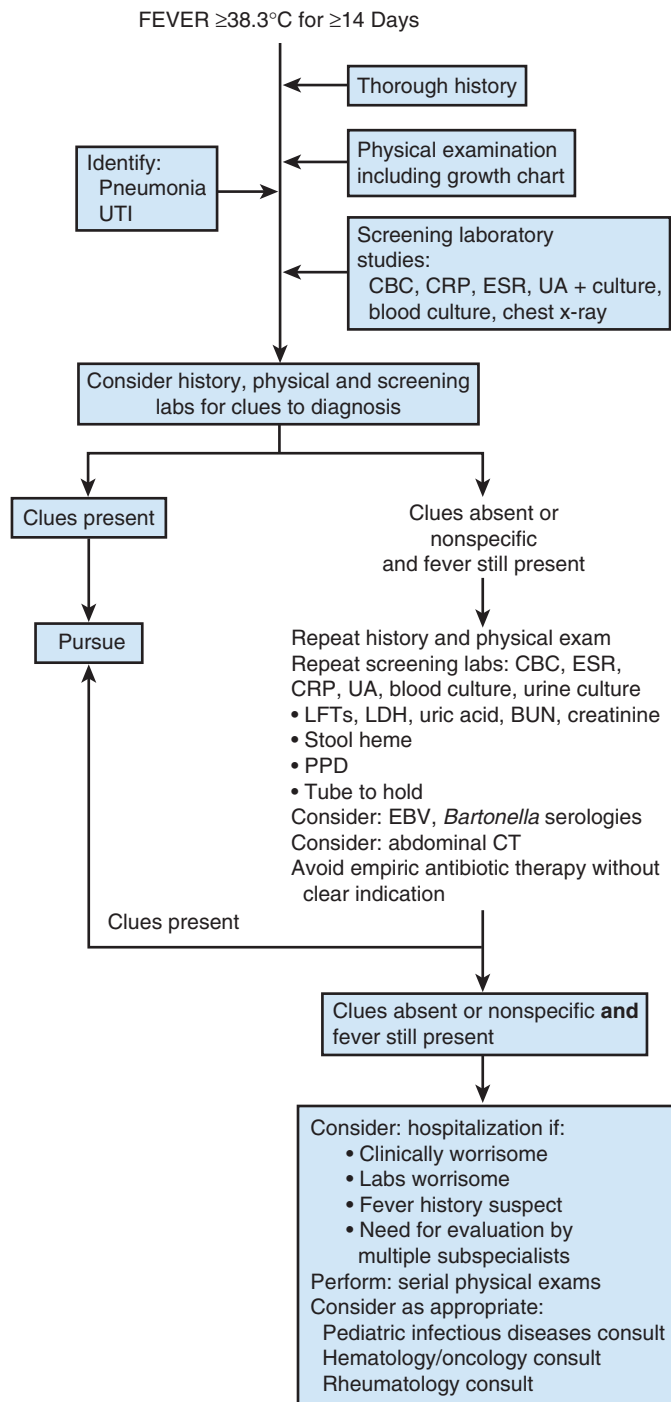 FEVER ≥38.3°C for ≥14 Days
Thorough history
Identify:
Pneumonia
UTI
Physical examination
including growth chart
Screening laboratory
studies:
CBC, CRP, ESR, UA + culture,
blood culture, chest x-ray
Consider history, physical and screening
labs for clues to diagnosis
Clues present
Clues absent or
nonspecific
and fever still present
Pursue
Repeat history and physical exam
Repeat screening labs: CBC, ESR,
CRP, UA, blood culture, urine culture
• LFTs, LDH, uric acid, BUN, creatinine
• Stool heme
• PPD
• Tube to hold
Consider: EBV, Bartonella serologies
Consider: abdominal CT
Avoid empiric antibiotic therapy without
clear indication
Clues present
Clues absent or nonspecific and
fever still present
Consider: hospitalization if:
• Clinically worrisome
• Labs worrisome
• Fever history suspect
• Need for evaluation by
multiple subspecialists
Perform: serial physical exams
Consider as appropriate:
Pediatric infectious diseases consult
Hematology/oncology consult
Rheumatology consult